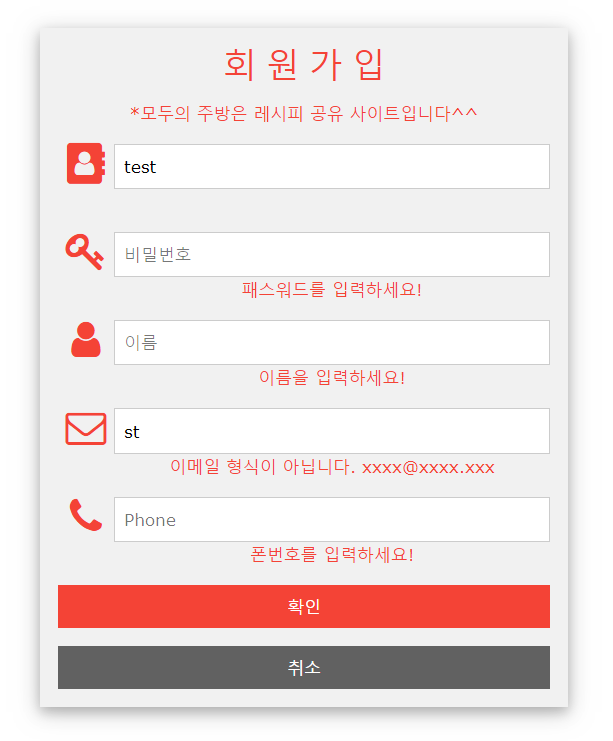 회 원 가 입
*모두의 주방은 레시피 공유 사이트입니다^^
test
비밀번호
패스워드를 입력하세요!
이름
이름을 입력하세요!
st
이메일 형식이 아닙니다. xxxx@xxxx.xxx
Phone
폰번호를 입력하세요!
확인
취소